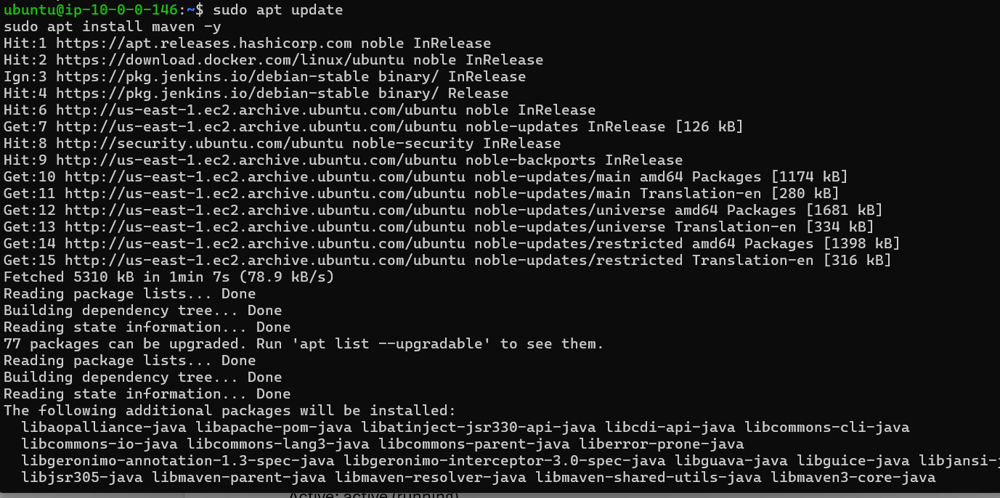 ubuntu@ip-10-0-0-146:~$ sudo apt update
sudo apt install maven -y
Hit:1 https://apt.releases.hashicorp.com noble InRelease
Hit:2 https://download.docker.com/linux/ubuntu noble InRelease
Ign:3 https://pkg.jenkins.io/debian-stable binary/ InRelease
Hit:4 https://pkg.jenkins.io/debian-stable binary/ Release
Hit:6 http://us-east-1.ec2.archive.ubuntu.com/ubuntu noble InRelease
Get:7 http://us-east-1.ec2.archive.ubuntu.com/ubuntu noble-updates InRelease [126 kB]
Hit:8 http://security.ubuntu.com/ubuntu noble-security InRelease
Hit:9 http://us-east-1.ec2.archive.ubuntu.com/ubuntu noble-backports InRelease
Get:10 http://us-east-1.ec2.archive.ubuntu.com/ubuntu noble-updates/main amd64 Packages [1174 kB]
Get:11 http://us-east-1.ec2.archive.ubuntu.com/ubuntu noble-updates/main Translation-en [280 kB]
Get:12 http://us-east-1.ec2.archive.ubuntu.com/ubuntu noble-updates/universe amd64 Packages [1681 kB]
Get:13 http://us-east-1.ec2.archive.ubuntu.com/ubuntu noble-updates/universe Translation-en [334 kB]
Get:14 http://us-east-1.ec2.archive.ubuntu.com/ubuntu noble-updates/restricted amd64 Packages [1398 kB]
Get:15 http://us-east-1.ec2.archive.ubuntu.com/ubuntu noble-updates/restricted Translation-en [316 kB]
Fetched 5310 kB in 1min 7s (78.9 kB/s)
Reading package lists... Done
Building dependency tree... Done
Reading state information... Done
77 packages can be upgraded. Run 'apt list --upgradable' to see them.
Reading package lists... Done
Building dependency tree... Done
Reading state information... Done
The following additional packages will be installed:
libaopalliance-java libapache-pom-java libatinject-jsr330-api-java libcdi-api-java libcommons-cli-java
libcommons-io-java libcommons-lang3-java libcommons-parent-java liberror-prone-java
libgeronimo-annotation-1.3-spec-java libgeronimo-interceptor-3.0-spec-java libguava-java libguice-java libjansi-j
libjsr305-java libmaven-parent-java libmaven-resolver-java libmaven-shared-utils-java libmaven3-core-java
Active: active (running)